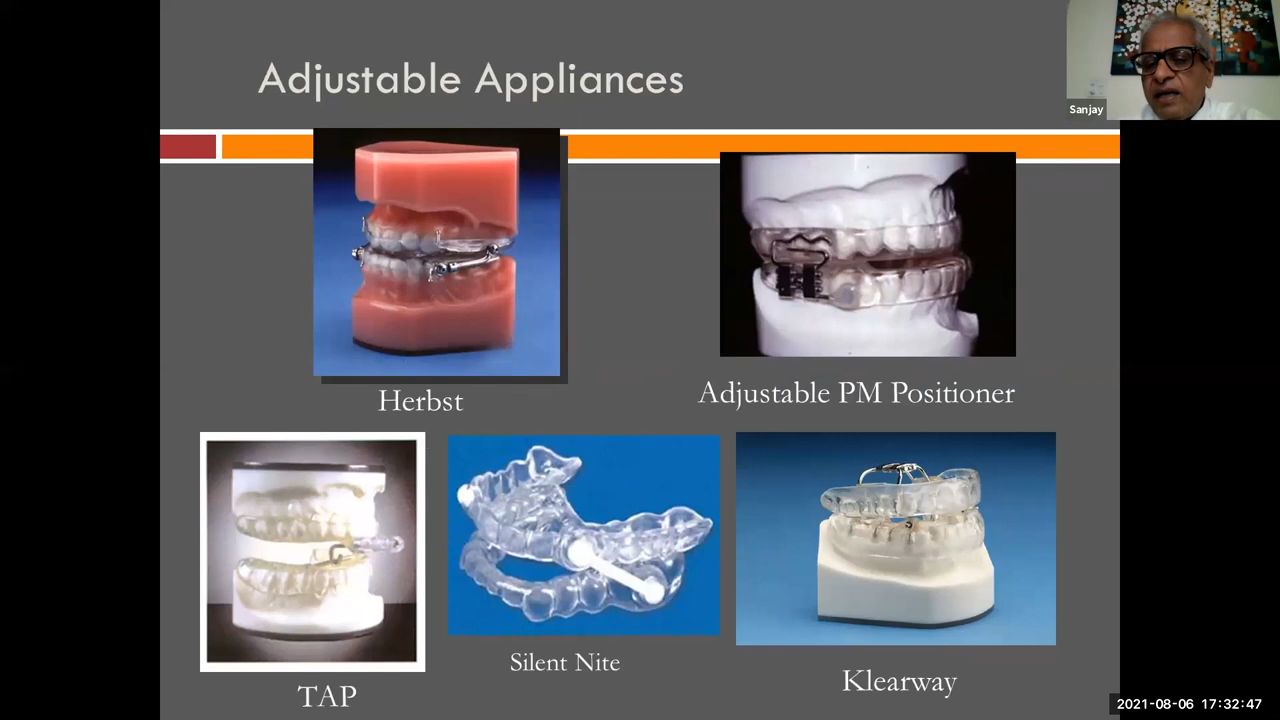 Adjustable Appliances
Sanjay
Herbst
Adjustable PM Positioner
TAP
Silent Nite
Klearway
2021-08-06 17:32:47